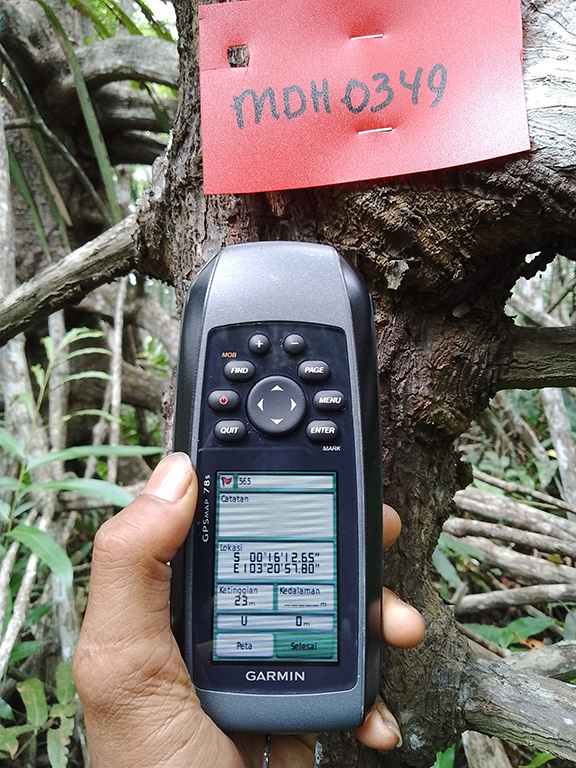 MDH 0349
+ -
MOB
FIND PAGE
MENU
QUIT ENTER
MARK
GPSMAP 78s
565
Catatan
Lokasi
S 00°16'12.65"
E103°20'57.80"
Ketinggian Kedalaman
23m _____m
U 0m
Peta Selesai
GARMIN